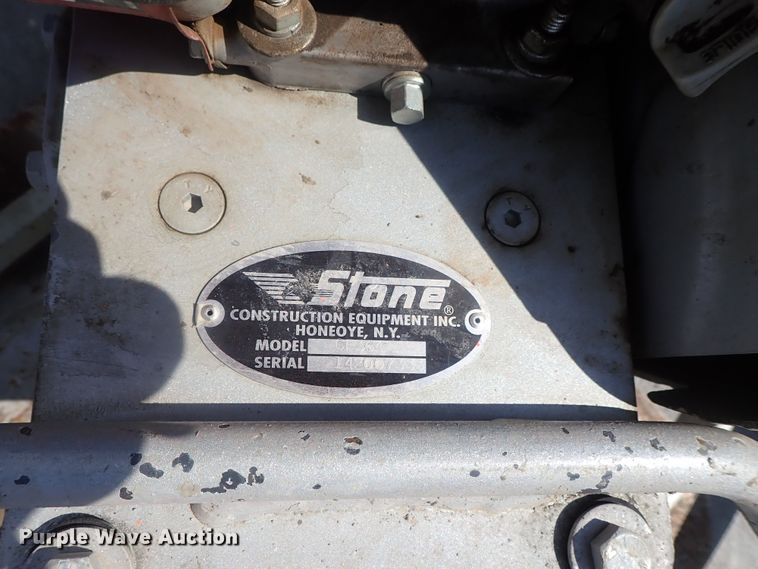 Stone®
CONSTRUCTION EQUIPMENT INC.
HONEOYE, N.Y.
MODEL
SERIAL
Purple Wave Auction